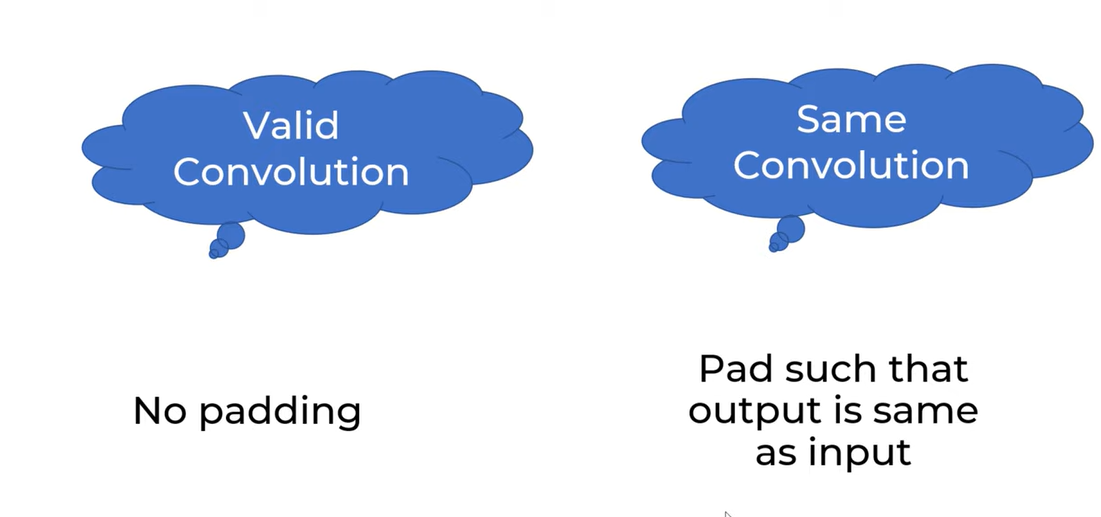 Valid
Convolution
Same
Convolution
No padding
Pad such that
output is same
as input